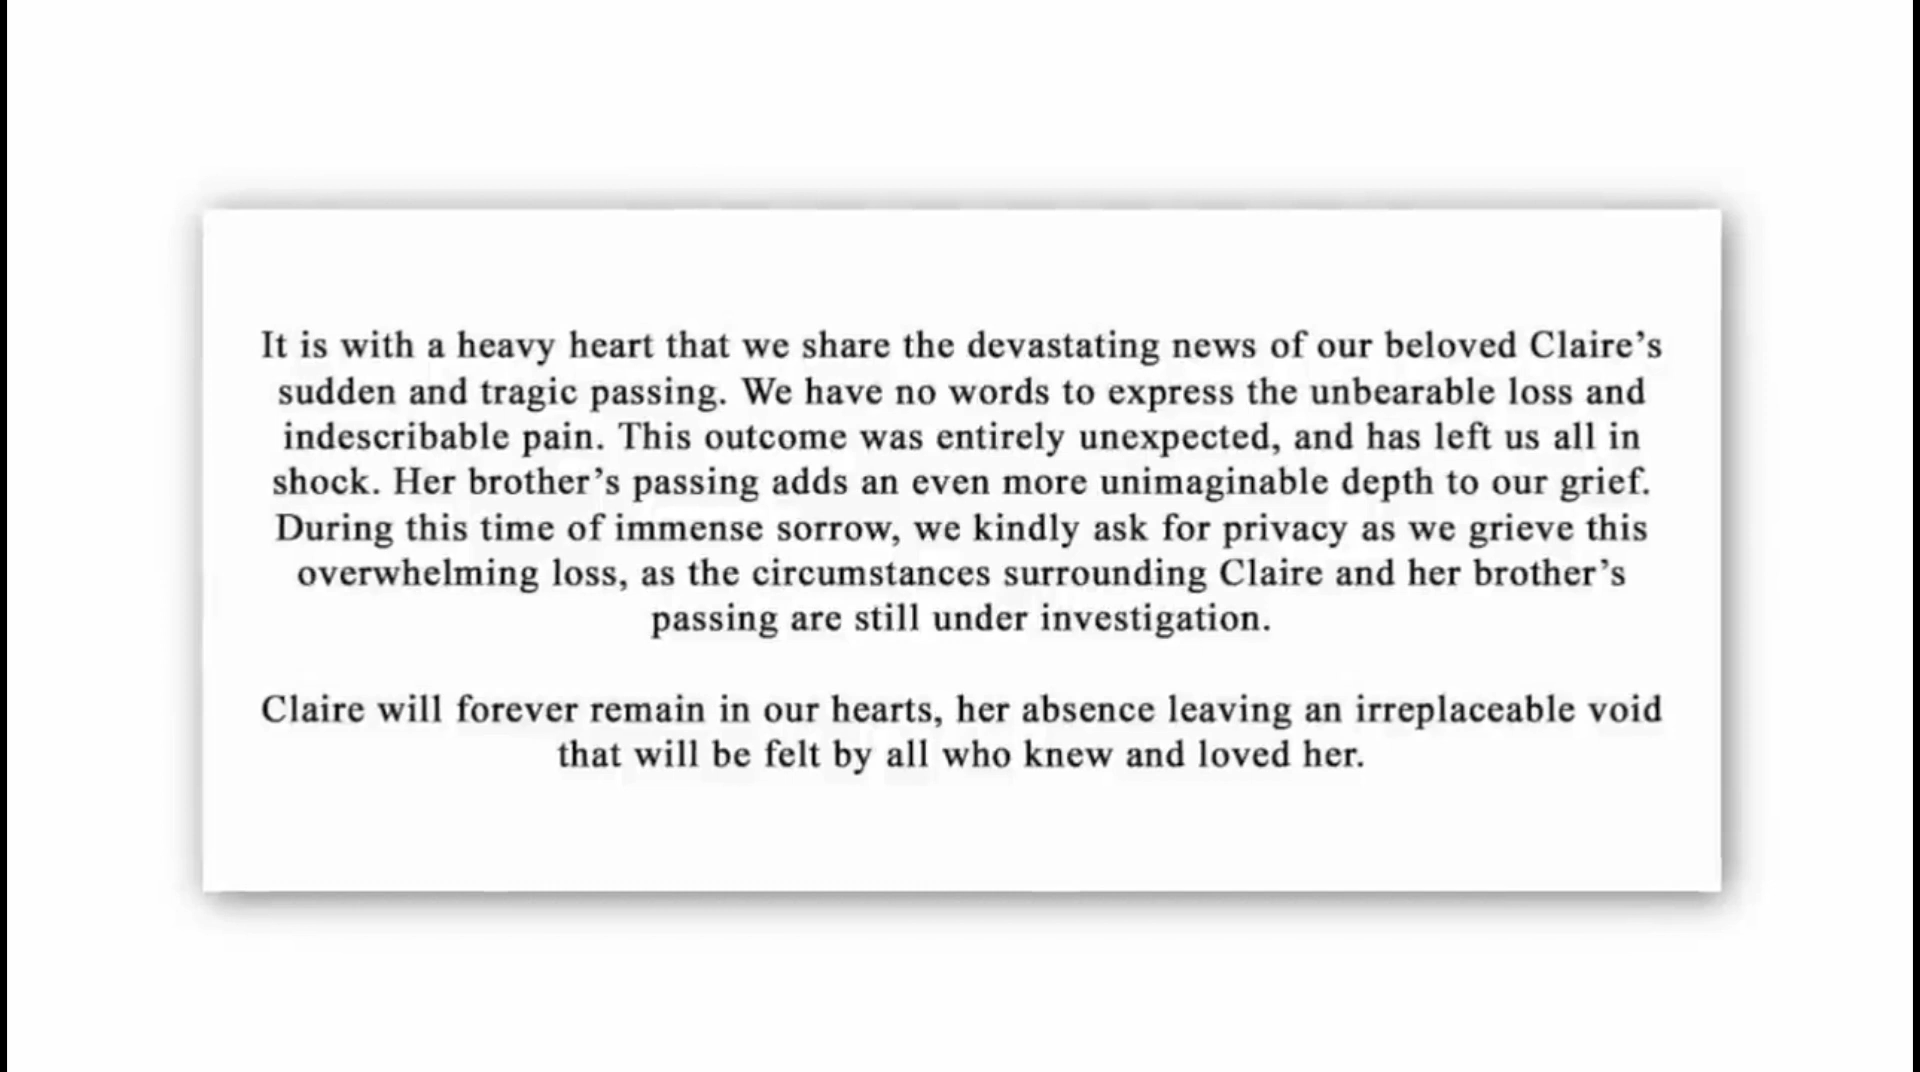 It is with a heavy heart that we share the devastating news of our beloved Claire’s
sudden and tragic passing. We have no words to express the unbearable loss and
indescribable pain. This outcome was entirely unexpected, and has left us all in
shock. Her brother’s passing adds an even more unimaginable depth to our grief.
During this time of immense sorrow, we kindly ask for privacy as we grieve this
overwhelming loss, as the circumstances surrounding Claire and her brother’s
passing are still under investigation.
Claire will forever remain in our hearts, her absence leaving an irreplaceable void
that will be felt by all who knew and loved her.